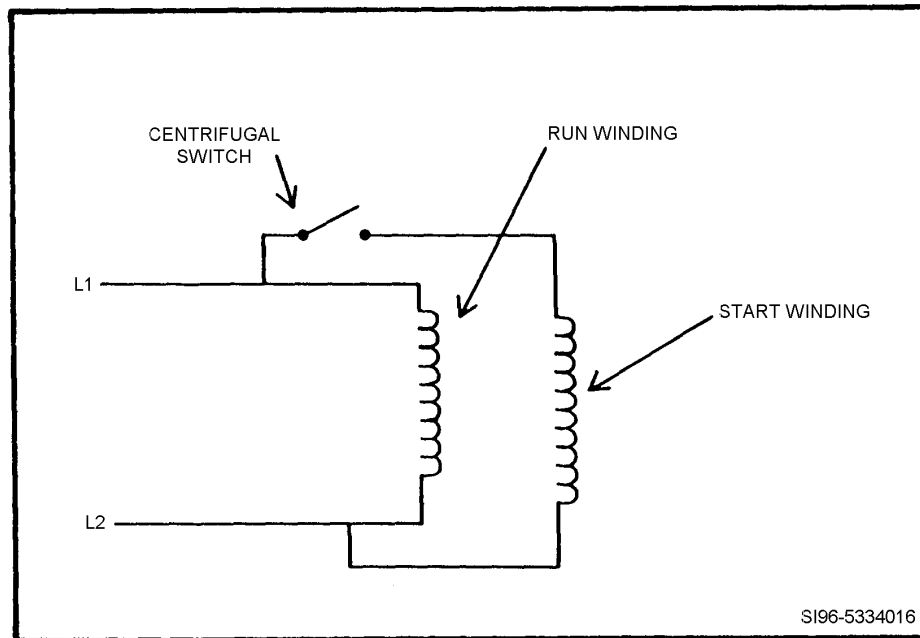 CENTRIFUGAL
SWITCH
RUN WINDING
L1
START WINDING
L2
SI96-5334016